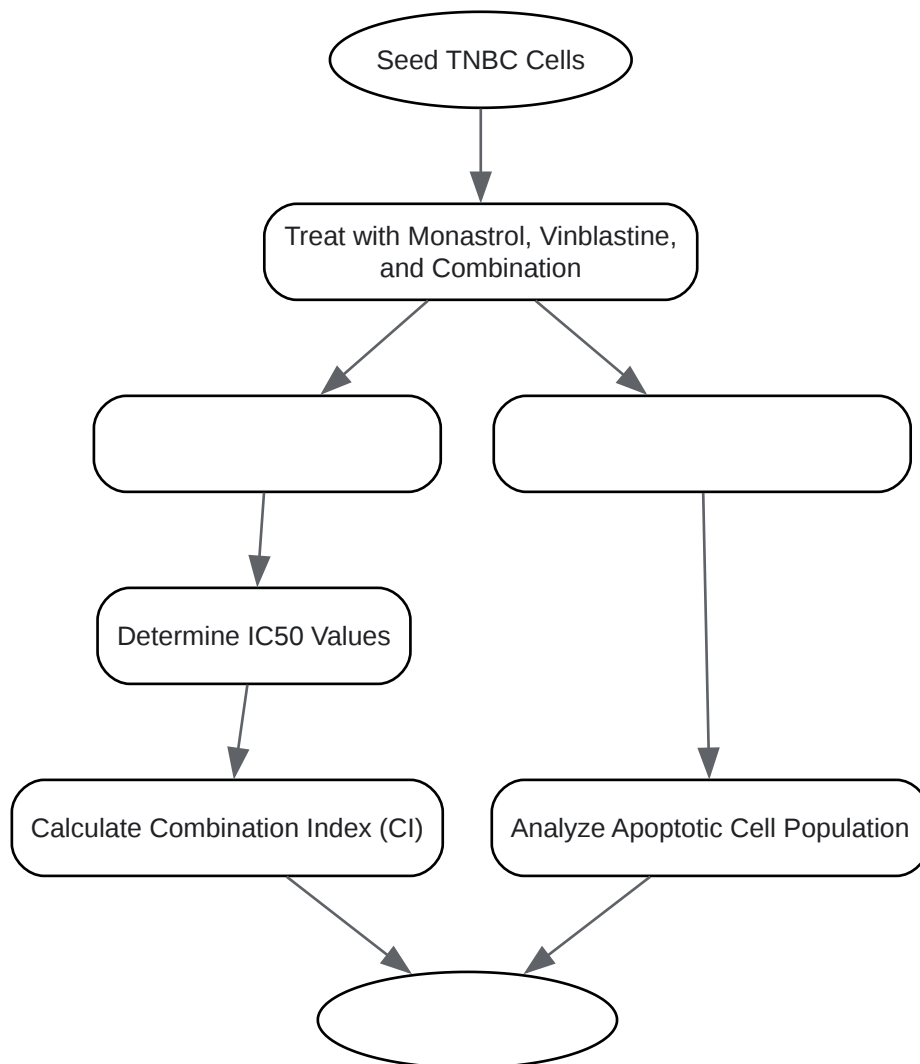 Seed TNBC Cells
Treat with Monastrol, Vinblastine,
and Combination
Determine IC50 Values
Calculate Combination Index (CI)
Analyze Apoptotic Cell Population